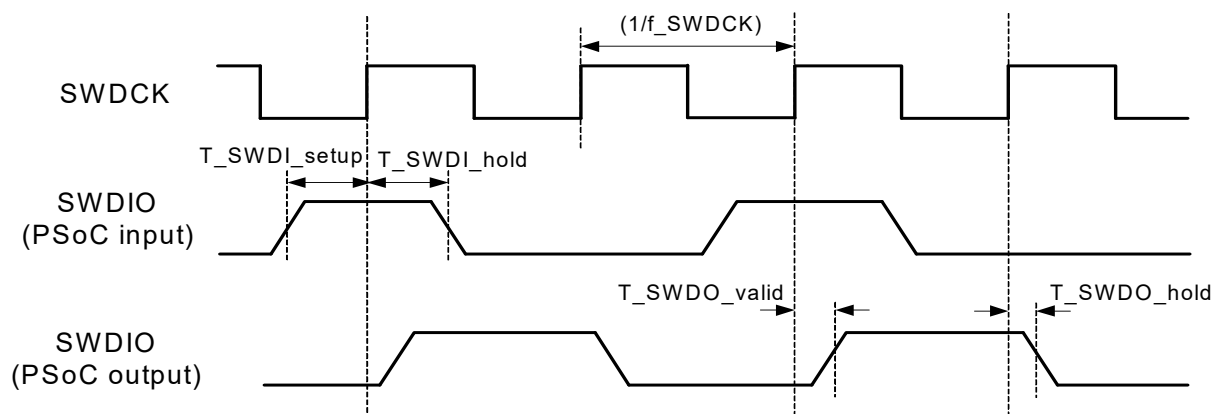 (1/f_SWDCK)
SWDCK
T_SWDI_setup
T_SWDI_hold
SWDIO
(PSoC input)
T_SWDO_valid
T_SWDO_hold
SWDIO
(PSoC output)